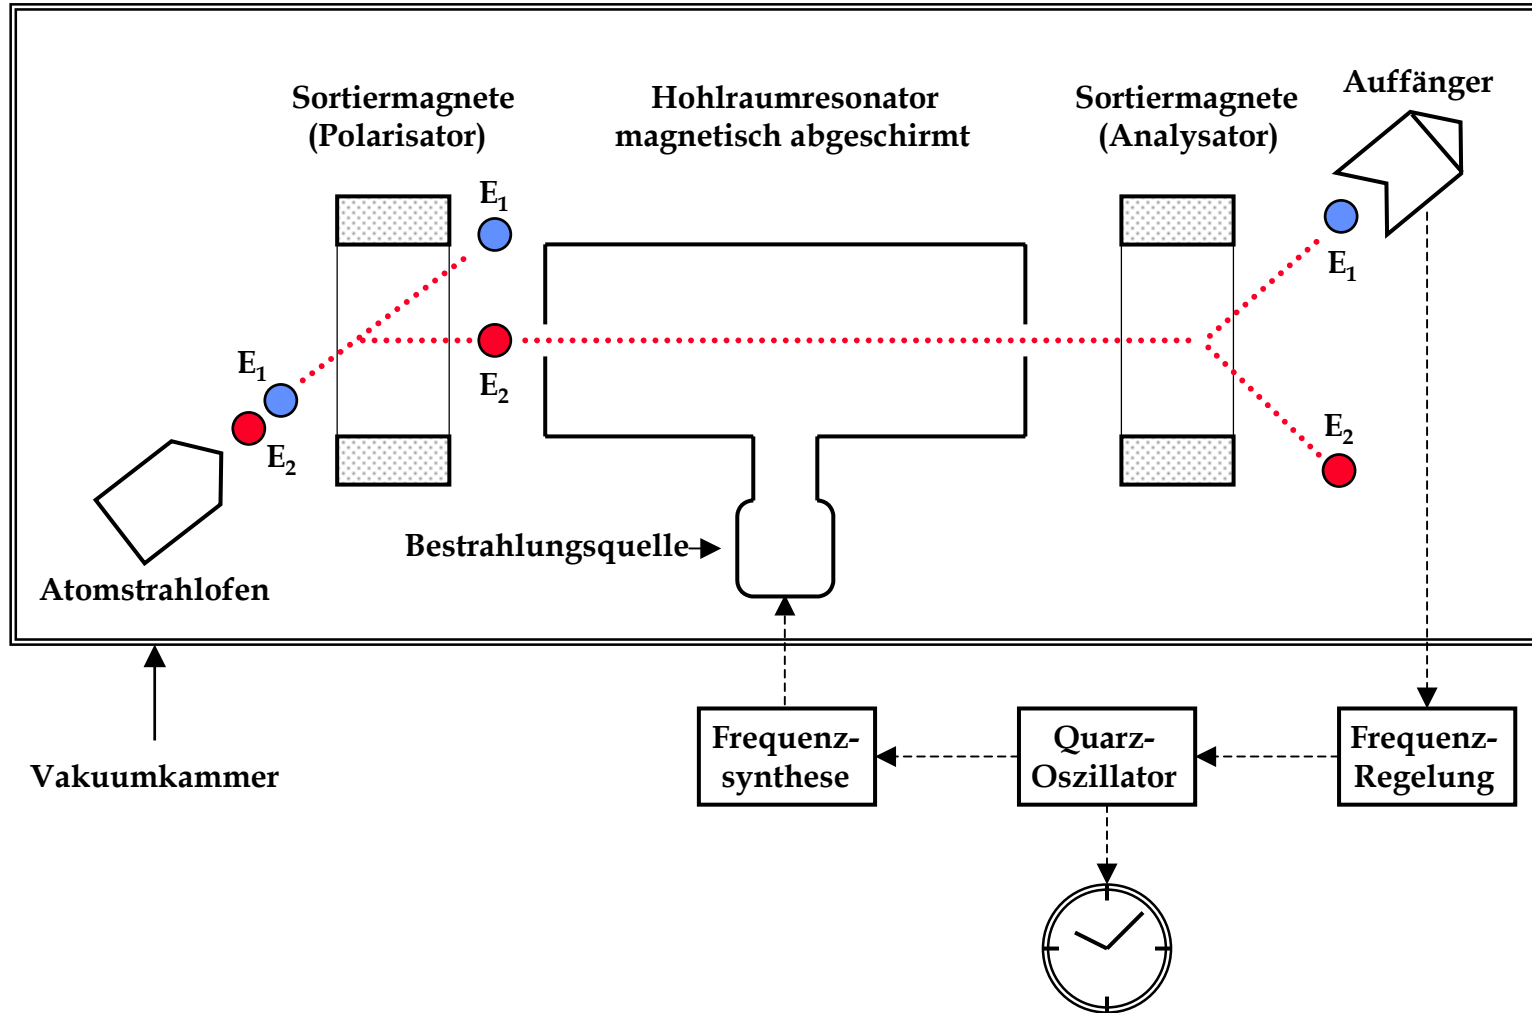 Sortiermagnete
(Polarisator)
Hohlraumresonator
magnetisch abgeschirmt
Sortiermagnete
(Analysator)
Auffänger
E₁
E₁
E₁
E₂
E₂
E₂
Bestrahlungsquelle
Atomstrahlofen
Vakuumkammer
Frequenz-
synthese
Quarz-
Oszillator
Frequenz-
Regelung